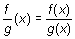 f/g (x) = f(x)/g(x)